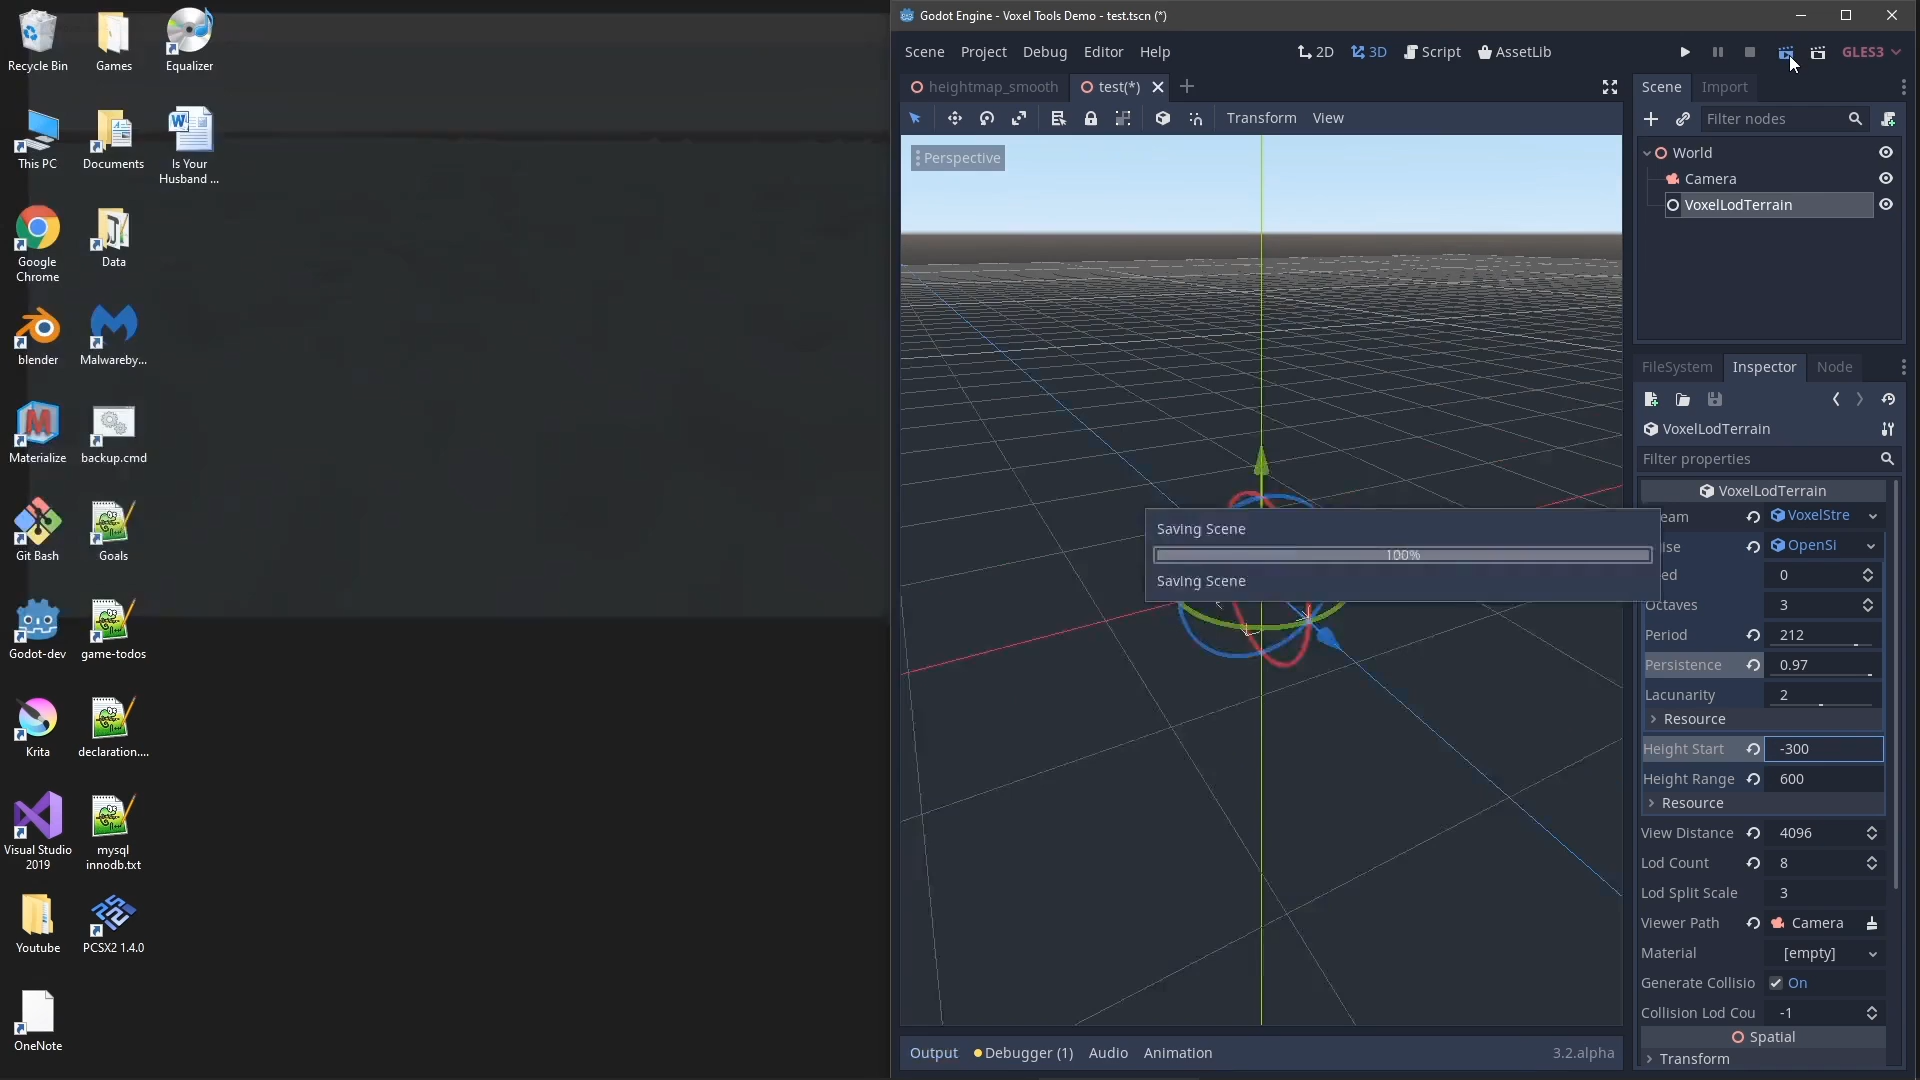 Recycle Bin
Games
Equalizer
This PC
Documents
Is Your
Husband ...
Google
Chrome
Data
blender
Malwareby...
Materialize
backup.cmd
Git Bash
Goals
Godot-dev
game-todos
Krita
declaration....
Visual Studio
2019
mysql
innodb.txt
Youtube
PCSX2 1.4.0
OneNote
Godot Engine - Voxel Tools Demo - test.tscn (*)
Scene Project Debug Editor Help
2D 3D Script AssetLib
GLES3
heightmap_smooth
test(*)
Transform View
Perspective
Saving Scene
100%
Saving Scene
Output Debugger (1) Audio Animation
3.2.alpha
Scene Import
Filter nodes
World
Camera
VoxelLodTerrain
FileSystem Inspector Node
VoxelLodTerrain
Filter properties
VoxelLodTerrain
eam VoxelStre
ise OpenSi
ed 0
Octaves 3
Period 212
Persistence 0.97
Lacunarity 2
Resource
Height Start -300
Height Range 600
Resource
View Distance 4096
Lod Count 8
Lod Split Scale 3
Viewer Path Camera
Material [empty]
Generate Collisio On
Collision Lod Cou -1
Spatial
Transform